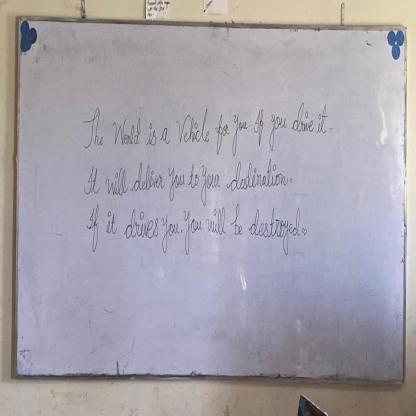 The World is a Vehicle for you If you drive it.
It will deliver you to your destination.
If it drives you, you will be destroyed.